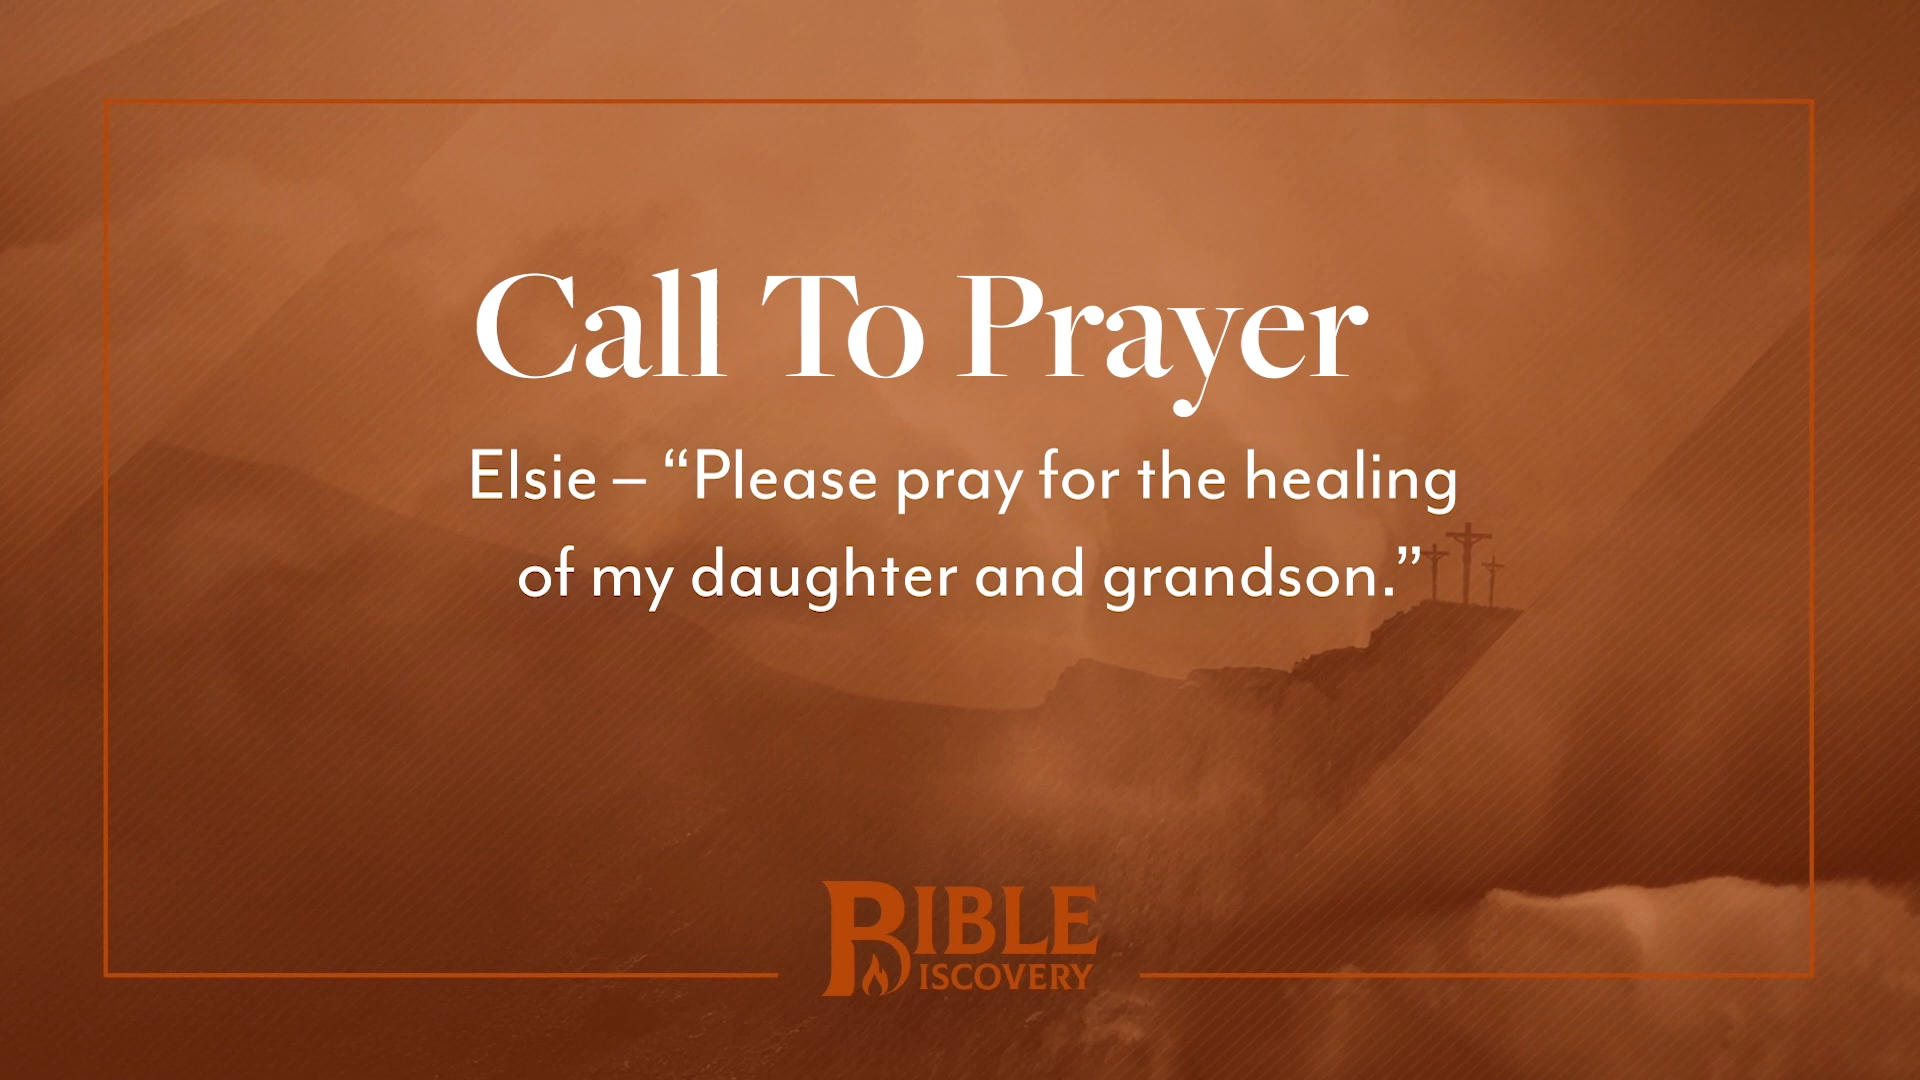 Call To Prayer
Elsie – “Please pray for the healing
of my daughter and grandson.”
BIBLE
DISCOVERY